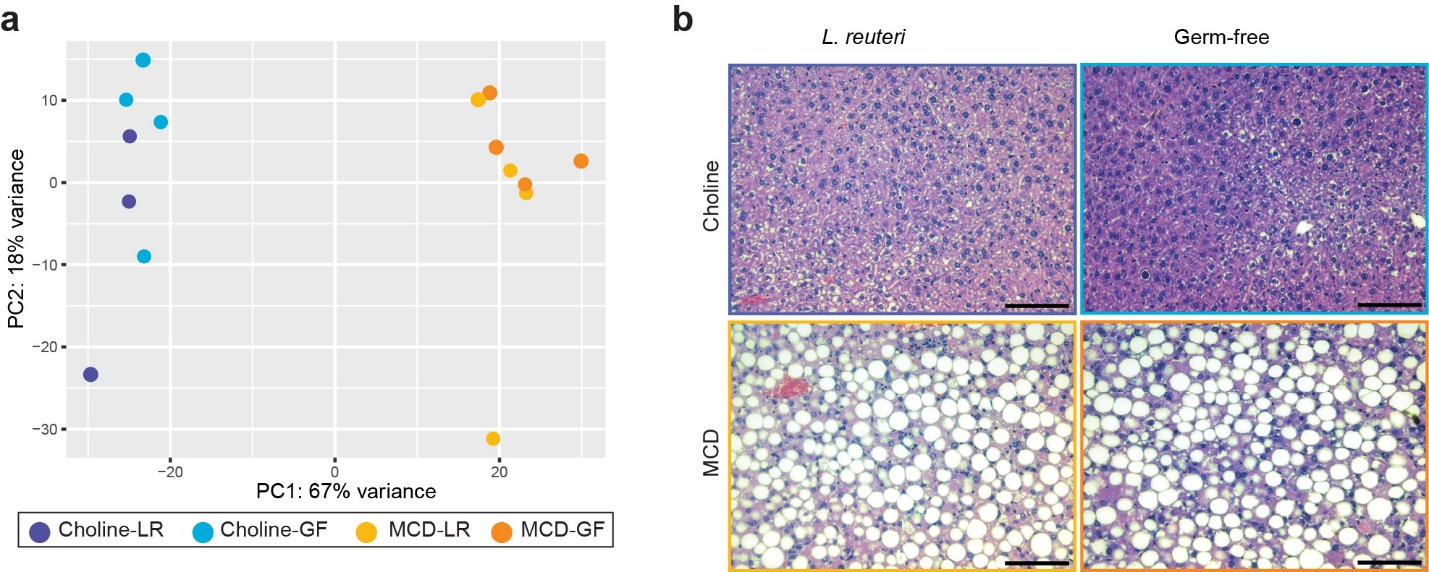 a
10
0
−10
−20
−30
PC2: 18% variance
−20
0
20
PC1: 67% variance
Choline-LR
Choline-GF
MCD-LR
MCD-GF
b
L. reuteri
Germ-free
Choline
MCD